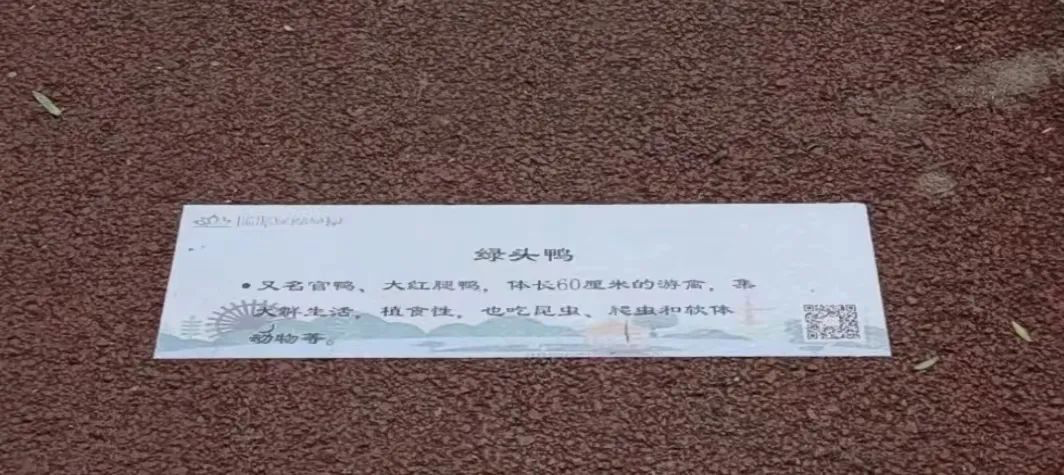 绿头鸭
• 又名官鸭、大红腿鸭，体长60厘米的游禽，集
大群生活，植食性，也吃昆虫、爬虫和软体
动物等。